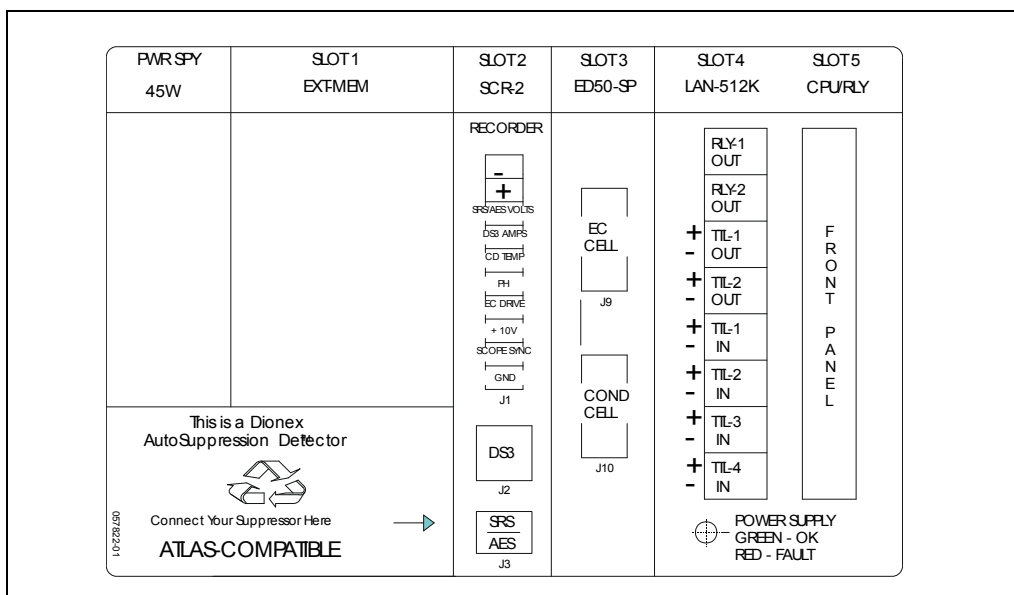 PWR SPY
45W
SLOT 1
EXT-MEM
SLOT 2
SCR-2
SLOT 3
ED50-SP
SLOT 4
LAN-512K
SLOT 5
CPU/RLY
RECORDER
-
+
SRS/AES VOLTS
DS3 AMPS
CD TEMP
PH
EC DRIVE
+ 10V
SCOPE SYNC
GND
J1
DS3
J2
SRS
AES
J3
EC
CELL
J9
COND
CELL
J10
RLY-1
OUT
RLY-2
OUT
+ TTL-1
- OUT
+ TTL-2
- OUT
+ TTL-1
- IN
+ TTL-2
- IN
+ TTL-3
- IN
+ TTL-4
- IN
FRONT PANEL
POWER SUPPLY
GREEN - OK
RED - FAULT
This is a Dionex
AutoSuppression Detector™
Connect Your Suppressor Here
ATLAS-COMPATIBLE
057822-01